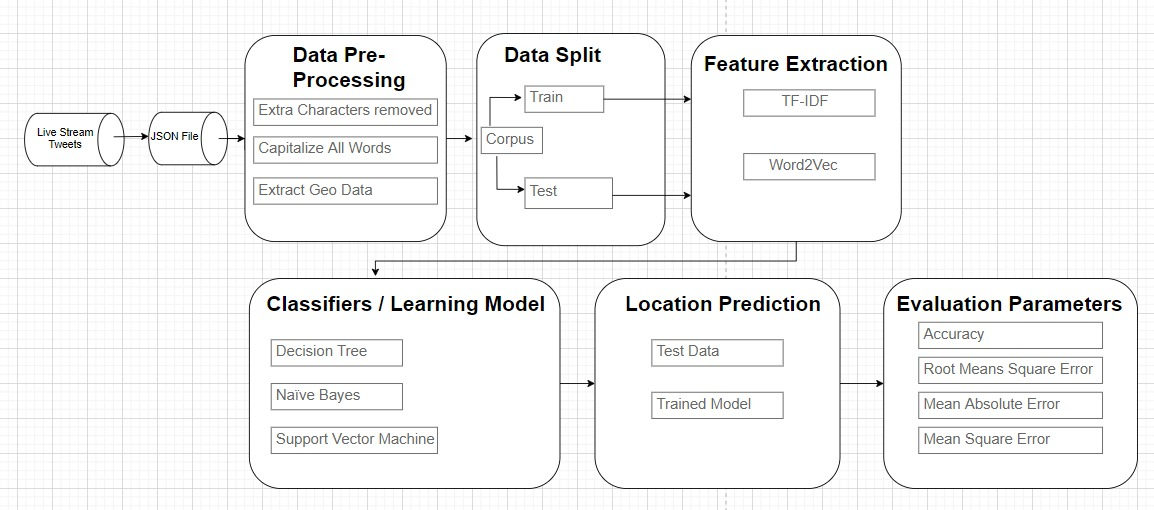 Live Stream
Tweets
JSON File
Data Pre-
Processing
Extra Characters removed
Capitalize All Words
Extract Geo Data
Data Split
Train
Corpus
Test
Feature Extraction
TF-IDF
Word2Vec
Classifiers / Learning Model
Decision Tree
Naïve Bayes
Support Vector Machine
Location Prediction
Test Data
Trained Model
Evaluation Parameters
Accuracy
Root Means Square Error
Mean Absolute Error
Mean Square Error